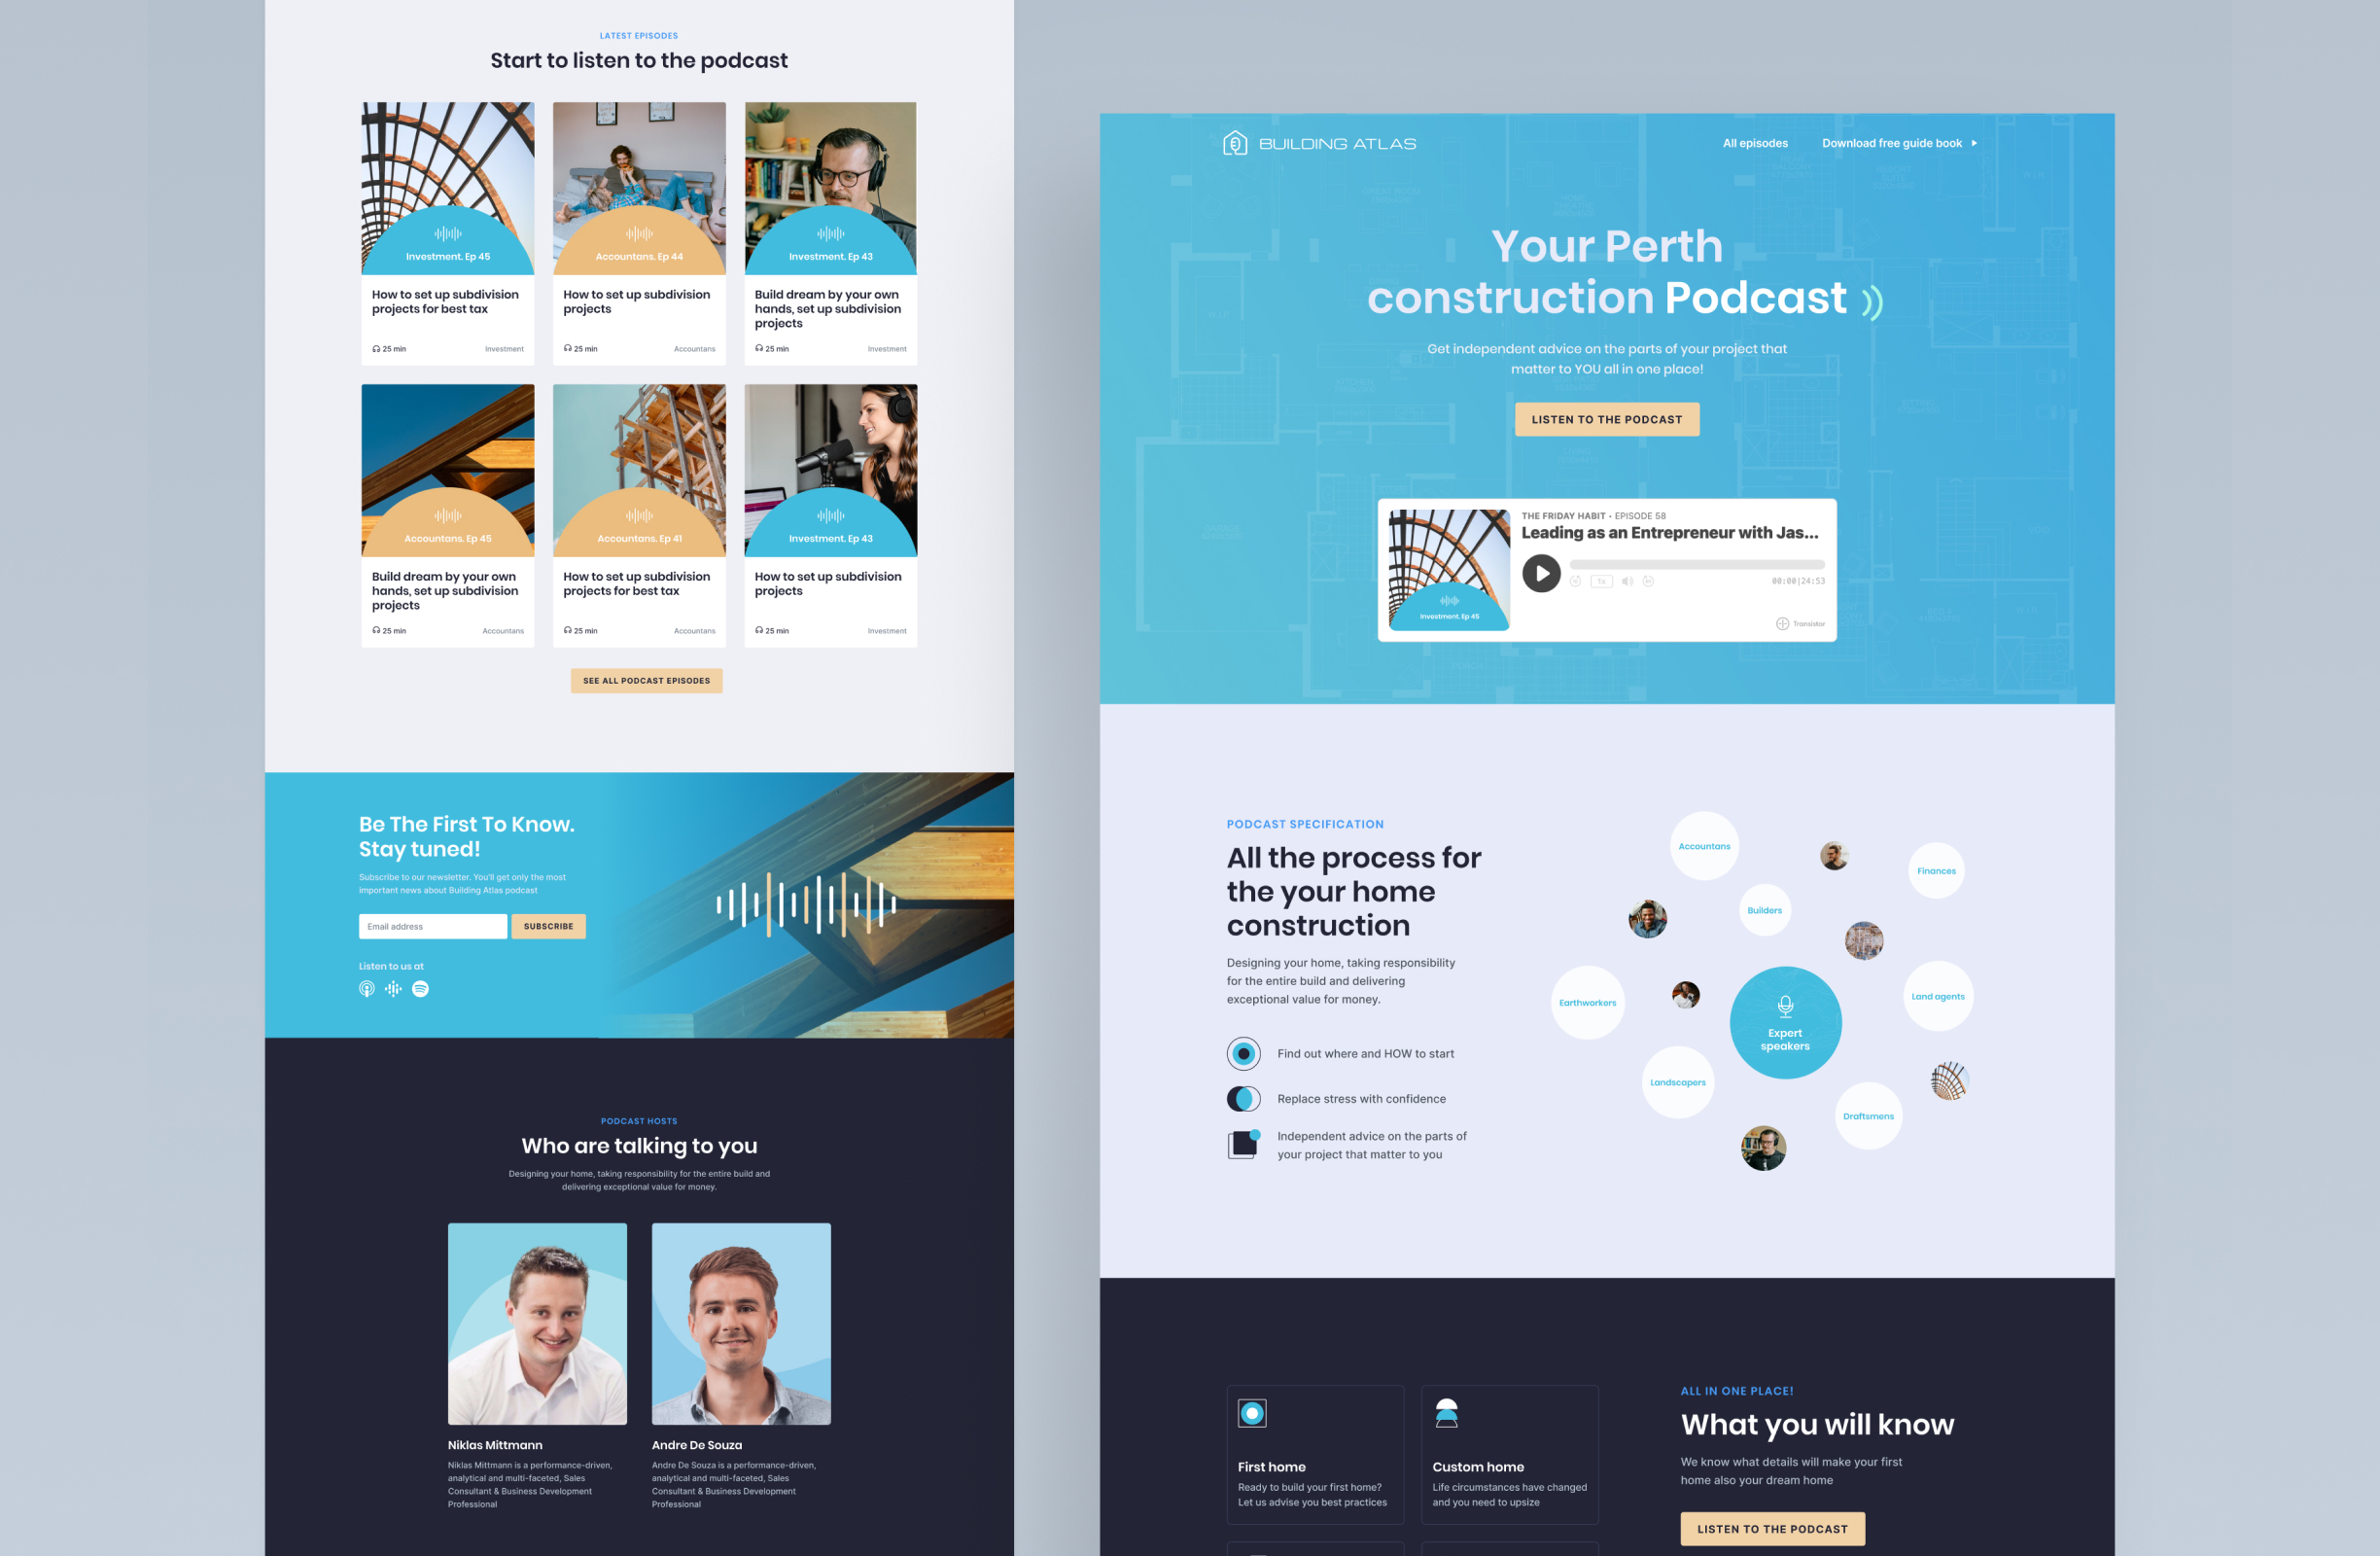 LATEST EPISODES
Start to listen to the podcast
Investment. Ep 45
Accountans. Ep 44
Investment. Ep 43
How to set up subdivision
projects for best tax
25 min
Investment
How to set up subdivision
projects
25 min
Accountans
Build dream by your own
hands, set up subdivision
projects
25 min
Investment
Accountans. Ep 45
Accountans. Ep 41
Investment. Ep 43
Build dream by your own
hands, set up subdivision
projects
25 min
Accountans
How to set up subdivision
projects for best tax
25 min
Accountans
How to set up subdivision
projects
25 min
Investment
SEE ALL PODCAST EPISODES
Be The First To Know.
Stay tuned!
Subscribe to our newsletter. You'll get only the most
important news about Building Atlas podcast
Email address
SUBSCRIBE
Listen to us at
PODCAST HOSTS
Who are talking to you
Designing your home, taking responsibility for the entire build and
delivering exceptional value for money.
Niklas Mittmann
Niklas Mittmann is a performance-driven,
analytical and multi-faceted, Sales
Consultant & Business Development
Professional
Andre De Souza
Andre De Souza is a performance-driven,
analytical and multi-faceted, Sales
Consultant & Business Development
Professional
BUILDING ATLAS
All episodes
Download free guide book
Your Perth
construction Podcast
Get independent advice on the parts of your project that
matter to YOU all in one place!
LISTEN TO THE PODCAST
THE FRIDAY HABIT • EPISODE 58
Leading as an Entrepreneur with Jas...
1x
00:00|24:53
Investment. Ep 45
Transistor
PODCAST SPECIFICATION
All the process for
the your home
construction
Designing your home, taking responsibility
for the entire build and delivering
exceptional value for money.
Find out where and HOW to start
Replace stress with confidence
Independent advice on the parts of
your project that matter to you
Accountans
Finances
Builders
Earthworkers
Land agents
Expert
speakers
Landscapers
Draftsmens
First home
Ready to build your first home?
Let us advise you best practices
Custom home
Life circumstances have changed
and you need to upsize
ALL IN ONE PLACE!
What you will know
We know what details will make your first
home also your dream home
LISTEN TO THE PODCAST